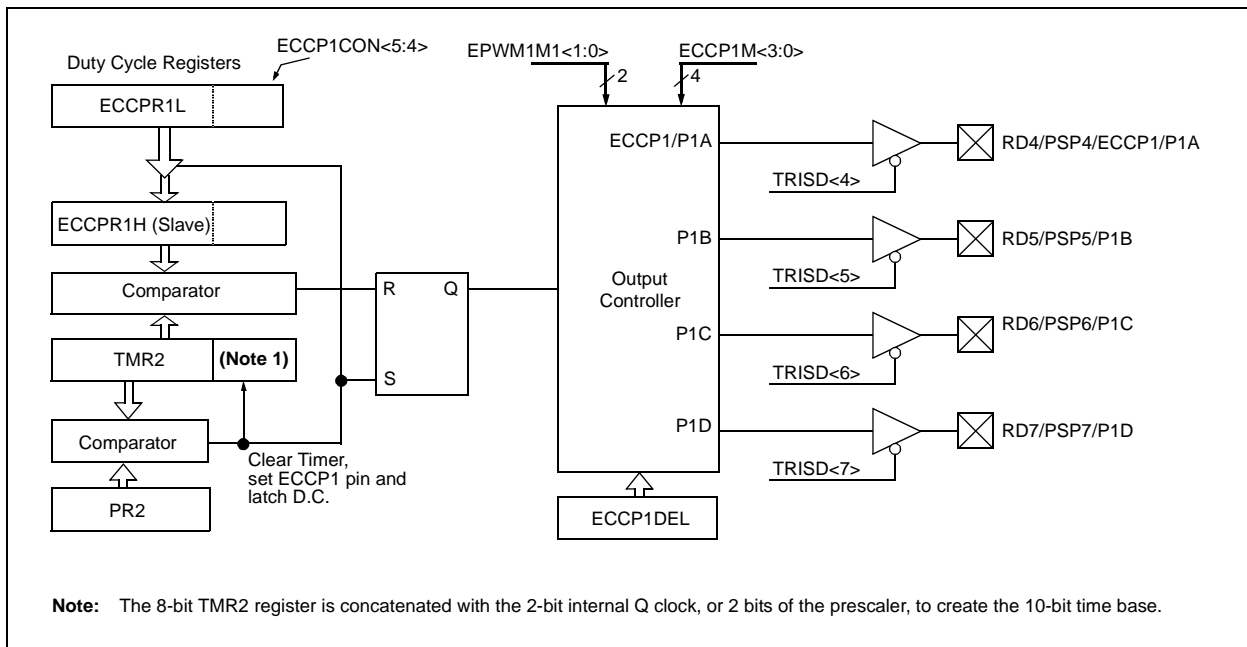 ECCP1CON<5:4>
Duty Cycle Registers
ECCPR1L
ECCPR1H (Slave)
Comparator
TMR2
(Note 1)
Comparator
PR2
Clear Timer,
set ECCP1 pin and
latch D.C.
R
Q
S
EPWM1M1<1:0>
2
ECCP1M<3:0>
4
Output
Controller
ECCP1/P1A
P1B
P1C
P1D
ECCP1DEL
TRISD<4>
RD4/PSP4/ECCP1/P1A
TRISD<5>
RD5/PSP5/P1B
TRISD<6>
RD6/PSP6/P1C
TRISD<7>
RD7/PSP7/P1D
Note: The 8-bit TMR2 register is concatenated with the 2-bit internal Q clock, or 2 bits of the prescaler, to create the 10-bit time base.